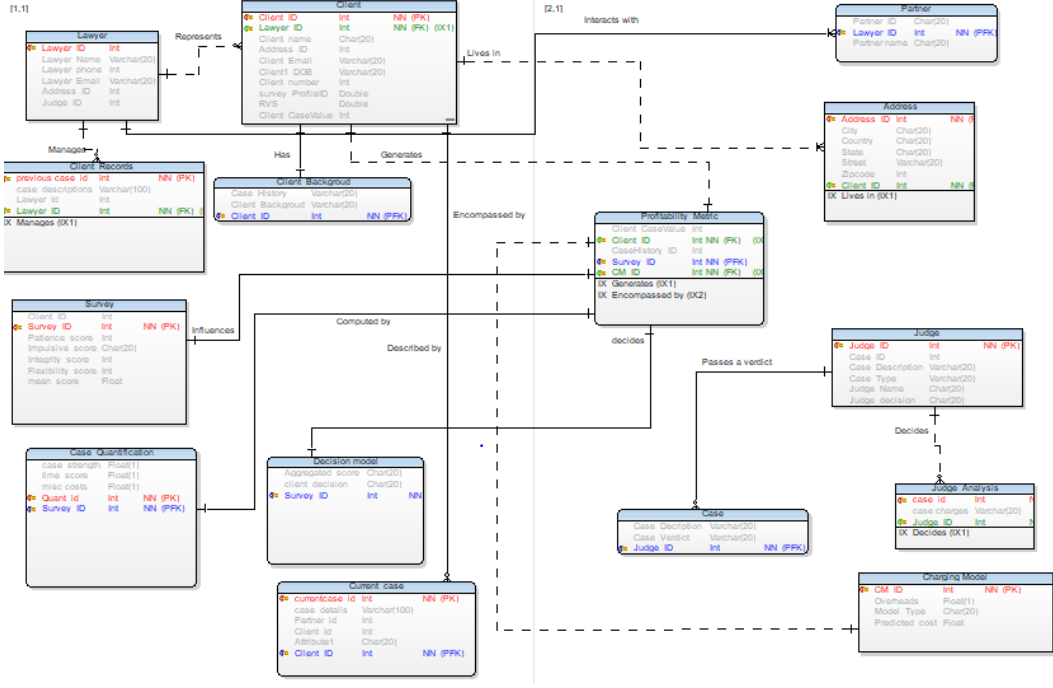 [1,1]
[2,1]
Client
Client ID Int NN (PK)
Lawyer ID Int NN (FK) (IX1)
Client name Char(20)
Address ID Int
Client Email Varchar(20)
Client1 DOB Varchar(20)
Client number Int
survey ProfileID Double
RVS Double
Client CaseValue Int
Partner
Partner ID Char(20)
Lawyer ID Int NN (PFK)
Partner name Char(20)
Interacts with
Lawyer
Lawyer ID Int
Lawyer Name Varchar(20)
Lawyer phone Int
Lawyer Email Varchar(20)
Address ID Int
Judge ID Int
Represents
Lives in
Address
Address ID Int NN (P
City Char(20)
Country Char(20)
State Char(20)
Street Varchar(20)
Zipcode Int
Client ID Int NN (F
IX Lives in (IX1)
Manages
Has
Generates
Client Records
previous case id Int NN (PK)
case descriptions Varchar(100)
Lawyer Id Int
Lawyer ID Int NN (FK) (
IX Manages (IX1)
Client Backgroud
Case History Varchar(20)
Client Backgroud Varchar(20)
Client ID Int NN (PFK)
Encompassed by
Profitability Metric
Client CaseValue Int
Client ID Int NN (FK) (IX
CaseHistory ID Int
Survey ID Int NN (PFK)
CM ID Int NN (FK) (IX
IX Generates (IX1)
IX Encompassed by (IX2)
Survey
Client ID Int
Survey ID Int NN (PK)
Patience score Int
Impulsive score Char(20)
Integrity score Int
Flexibility score Int
mean score Float
Influences
Computed by
Described by
decides
Passes a verdict
Judge
Judge ID Int NN (PK)
Case ID Int
Case Description Varchar(20)
Case Type Varchar(20)
Judge Name Char(20)
Judge decision Char(20)
Decides
Case Quantification
case strength Float(1)
time score Float(1)
misc costs Float(1)
Quant id Int NN (PK)
Survey ID Int NN (PFK)
Decision model
Aggregated score Char(20)
client decision Char(20)
Survey ID Int NN
Judge Analysis
case id Int N
case charges Varchar(20)
Judge ID Int N
IX Decides (IX1)
Case
Case Decription Varchar(20)
Case Verdict Varchar(20)
Judge ID Int NN (PFK)
Current case
currentcase id Int NN (PK)
case details Varchar(100)
Partner Id Int
Client Id Int
Attribute1 Char(20)
Client ID Int NN (PFK)
Charging Model
CM ID Int NN (PK)
Overheads Float(1)
Model Type Char(20)
Predicted cost Float